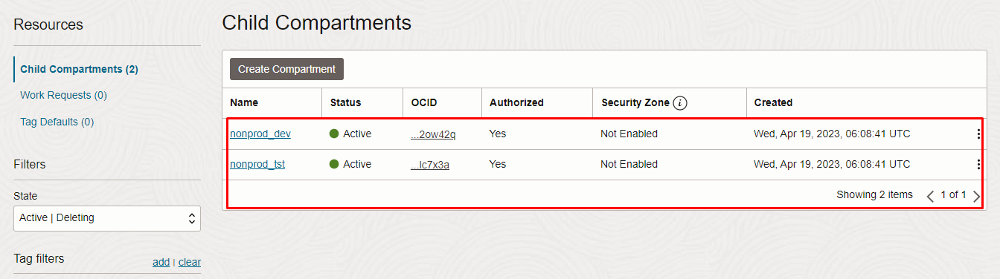 Resources
Child Compartments (2)
Work Requests (0)
Tag Defaults (0)
Filters
State
Active | Deleting
Tag filters add | clear
Child Compartments
Create Compartment
Name Status OCID Authorized Security Zone i Created
nonprod_dev Active ...2ow42q Yes Not Enabled Wed, Apr 19, 2023, 06:08:41 UTC
nonprod_tst Active ...lc7x3a Yes Not Enabled Wed, Apr 19, 2023, 06:08:41 UTC
Showing 2 items < 1 of 1 >